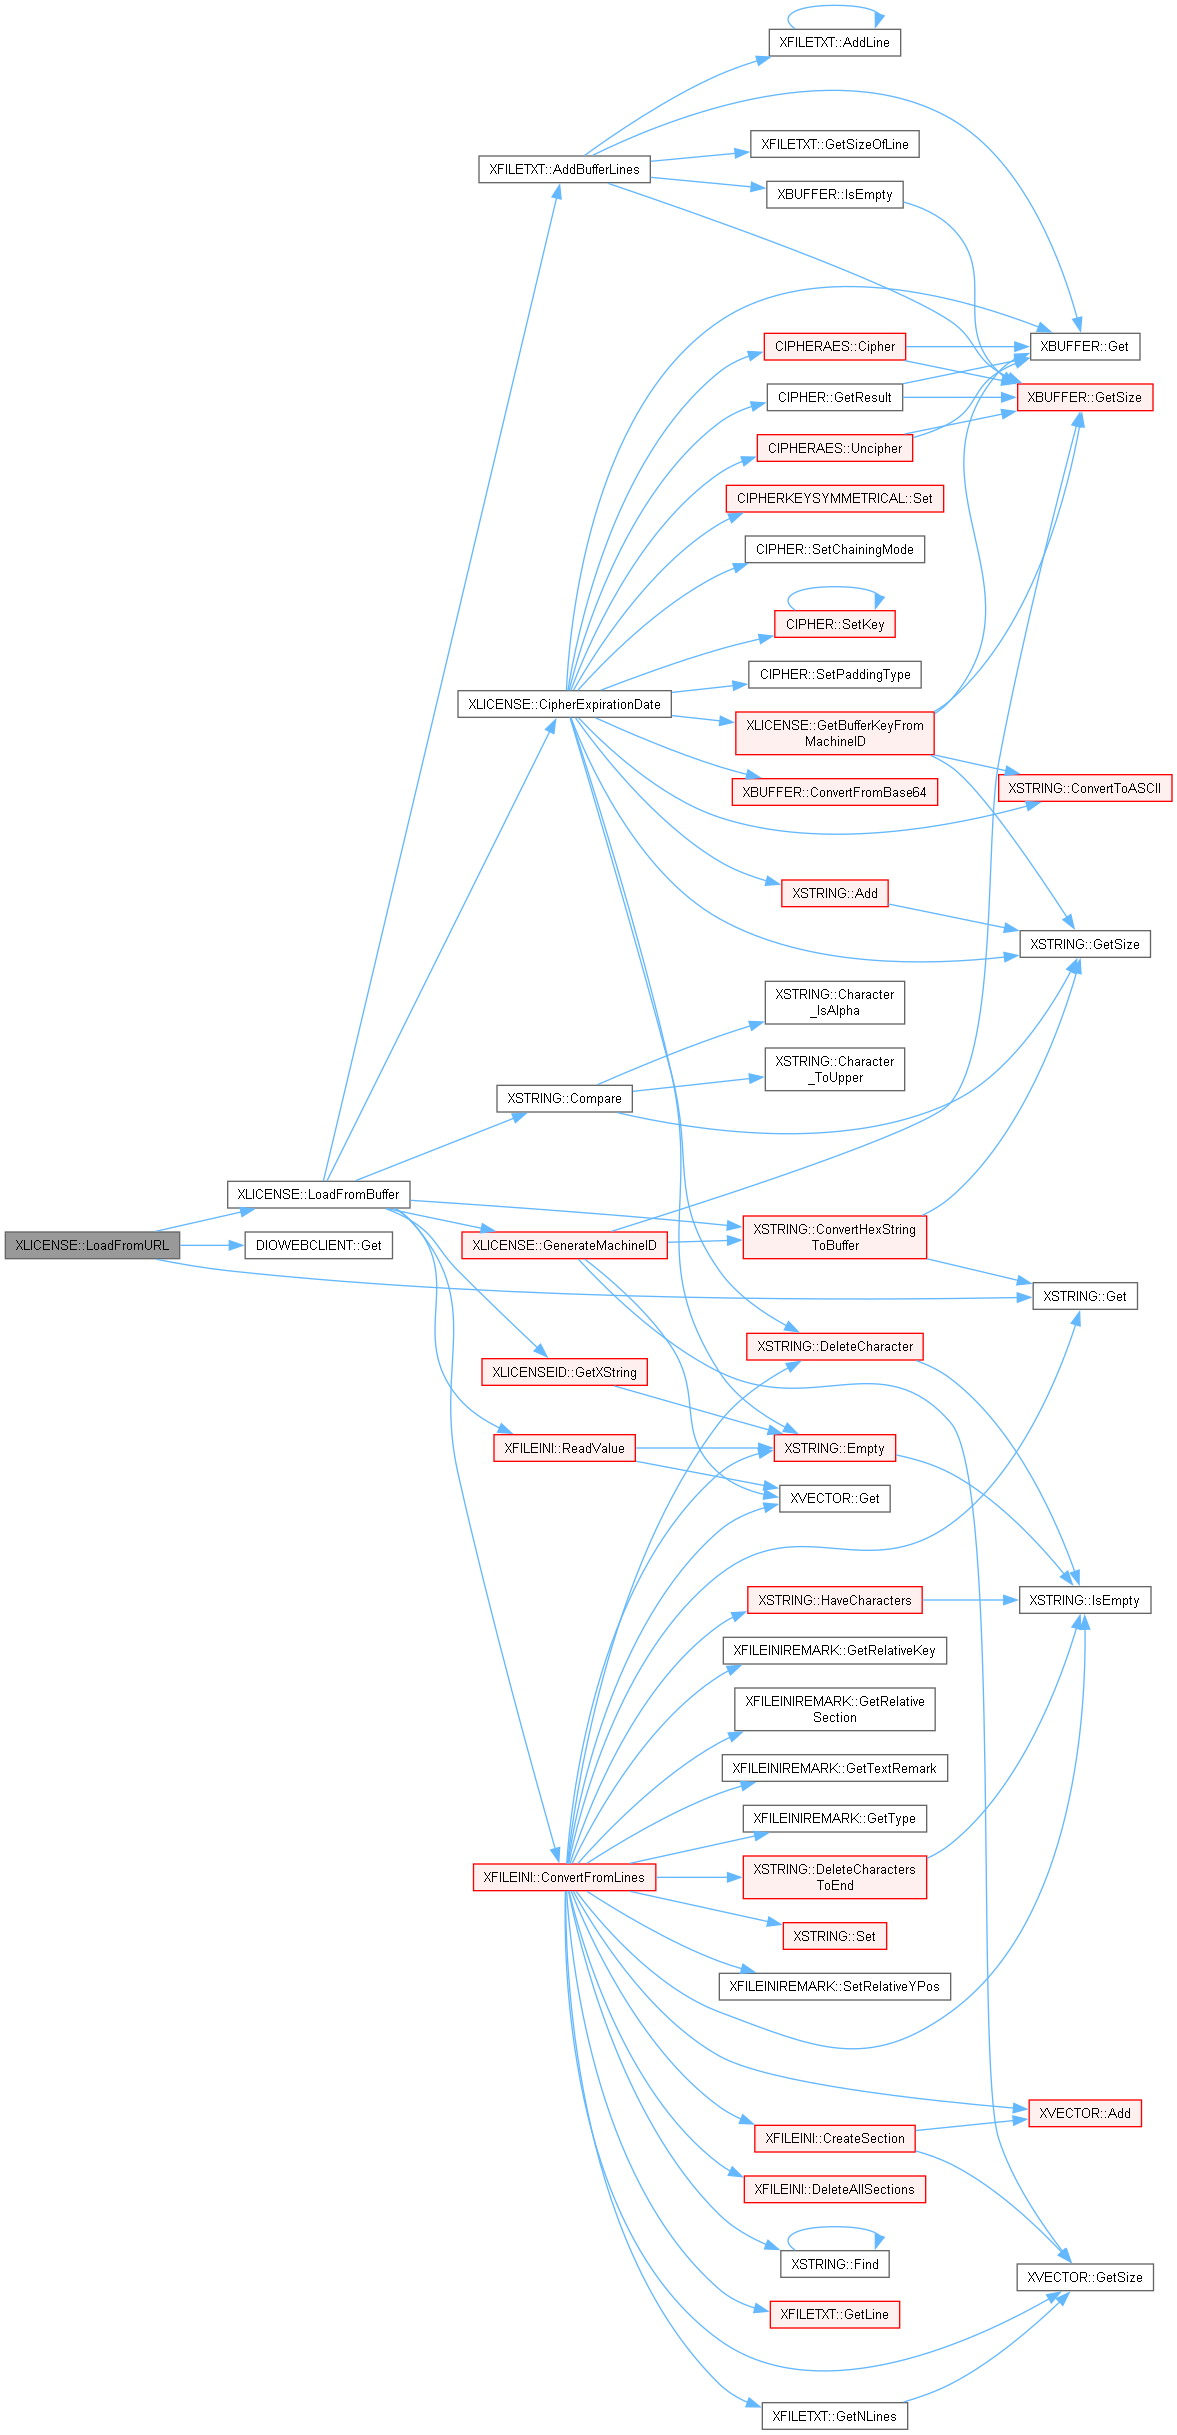 XFILETXT::AddLine
XFILETXT::GetSizeOfLine
XFILETXT::AddBufferLines
XBUFFER::IsEmpty
CIPHERAES::Cipher
XBUFFER::Get
CIPHER::GetResult
XBUFFER::GetSize
CIPHERAES::Uncipher
CIPHERKEYSYMMETRICAL::Set
CIPHER::SetChainingMode
CIPHER::SetKey
CIPHER::SetPaddingType
XLICENSE::CipherExpirationDate
XLICENSE::GetBufferKeyFrom
MachineID
XBUFFER::ConvertFromBase64
XSTRING::ConvertToASCII
XSTRING::Add
XSTRING::GetSize
XSTRING::Character
_IsAlpha
XSTRING::Character
_ToUpper
XSTRING::Compare
XLICENSE::LoadFromBuffer
XSTRING::ConvertHexString
ToBuffer
XLICENSE::LoadFromURL
DIOWEBCLIENT::Get
XLICENSE::GenerateMachineID
XSTRING::Get
XSTRING::DeleteCharacter
XLICENSEID::GetXString
XFILEINI::ReadValue
XSTRING::Empty
XVECTOR::Get
XSTRING::HaveCharacters
XSTRING::IsEmpty
XFILEINIREMARK::GetRelativeKey
XFILEINIREMARK::GetRelative
Section
XFILEINIREMARK::GetTextRemark
XFILEINIREMARK::GetType
XFILEINI::ConvertFromLines
XSTRING::DeleteCharacters
ToEnd
XSTRING::Set
XFILEINIREMARK::SetRelativeYPos
XVECTOR::Add
XFILEINI::CreateSection
XFILEINI::DeleteAllSections
XSTRING::Find
XVECTOR::GetSize
XFILETXT::GetLine
XFILETXT::GetNLines